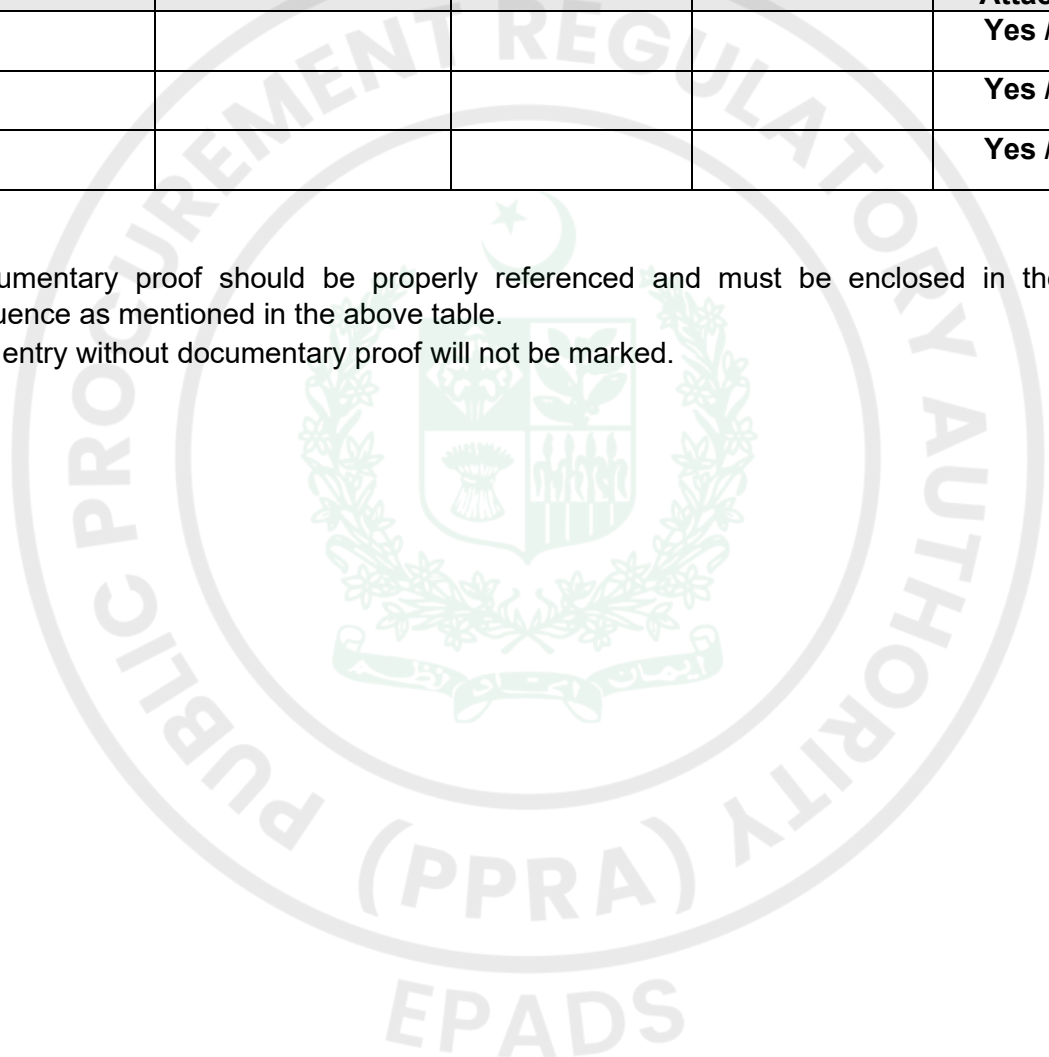 Yes /
Yes /
Yes /
umentary proof should be properly referenced and must be enclosed in the
uence as mentioned in the above table.
entry without documentary proof will not be marked.
PUBLIC PROCUREMENT REGULATORY AUTHORITY
(PPRA)
EPADS